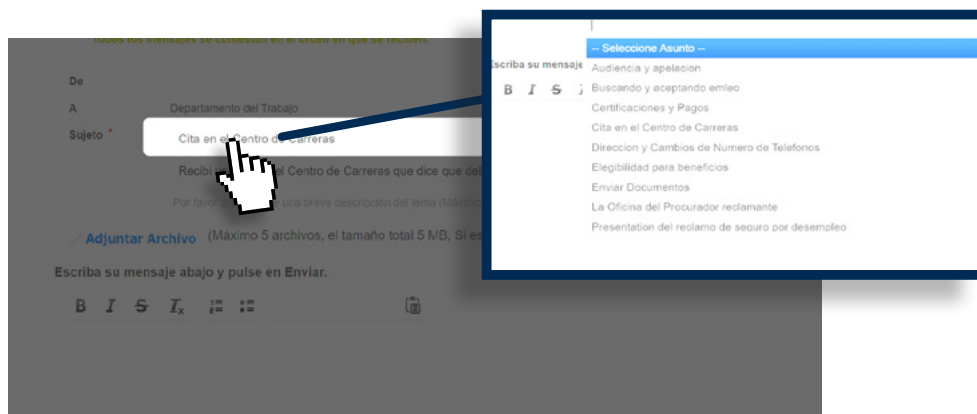 Todos los mensajes se contestan en el orden en que se reciben.
De
A Departamento del Trabajo
Sujeto *
Cita en el Centro de Carreras
Recibí el Centro de Carreras que dice que deb
Por favor una breve descripción del tema (Máximo
Adjuntar Archivo (Máximo 5 archivos, el tamaño total 5 MB, Si es
Escriba su mensaje abajo y pulse en Enviar.
B I S Ix
-- Seleccione Asunto --
Escriba su mensaje
Audiencia y apelacion
B I S
Buscando y aceptando emleo
Certificaciones y Pagos
Cita en el Centro de Carreras
Direccion y Cambios de Numero de Telefonos
Elegibilidad para beneficios
Enviar Documentos
La Oficina del Procurador reclamante
Presentation del reclamo de seguro por desempleo